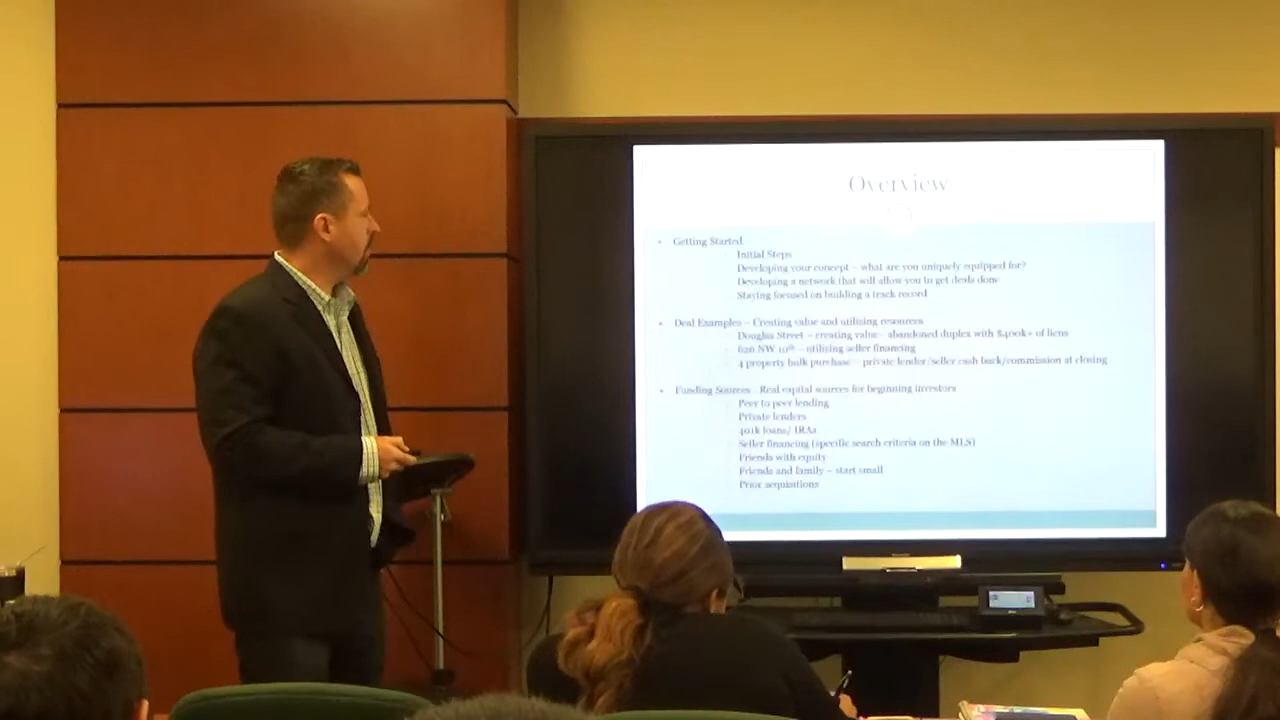 Overview
Getting Started
Initial Steps
Developing your concept – what are you uniquely equipped for?
Developing a network that will allow you to get deals done
Staying focused on building a track record
Deal Examples – Creating value and utilizing resources
Douglas Street – creating value - abandoned duplex with $400k+ of liens
620 NW 10th – utilizing seller financing
4 property bulk purchase – private lender/seller cash back/commission at closing
Funding Sources - Real capital sources for beginning investors
Peer to peer lending
Private lenders
401k loans/ IRAs
Seller financing (specific search criteria on the MLS)
Friends with equity
Friends and family – start small
Prior acquisitions